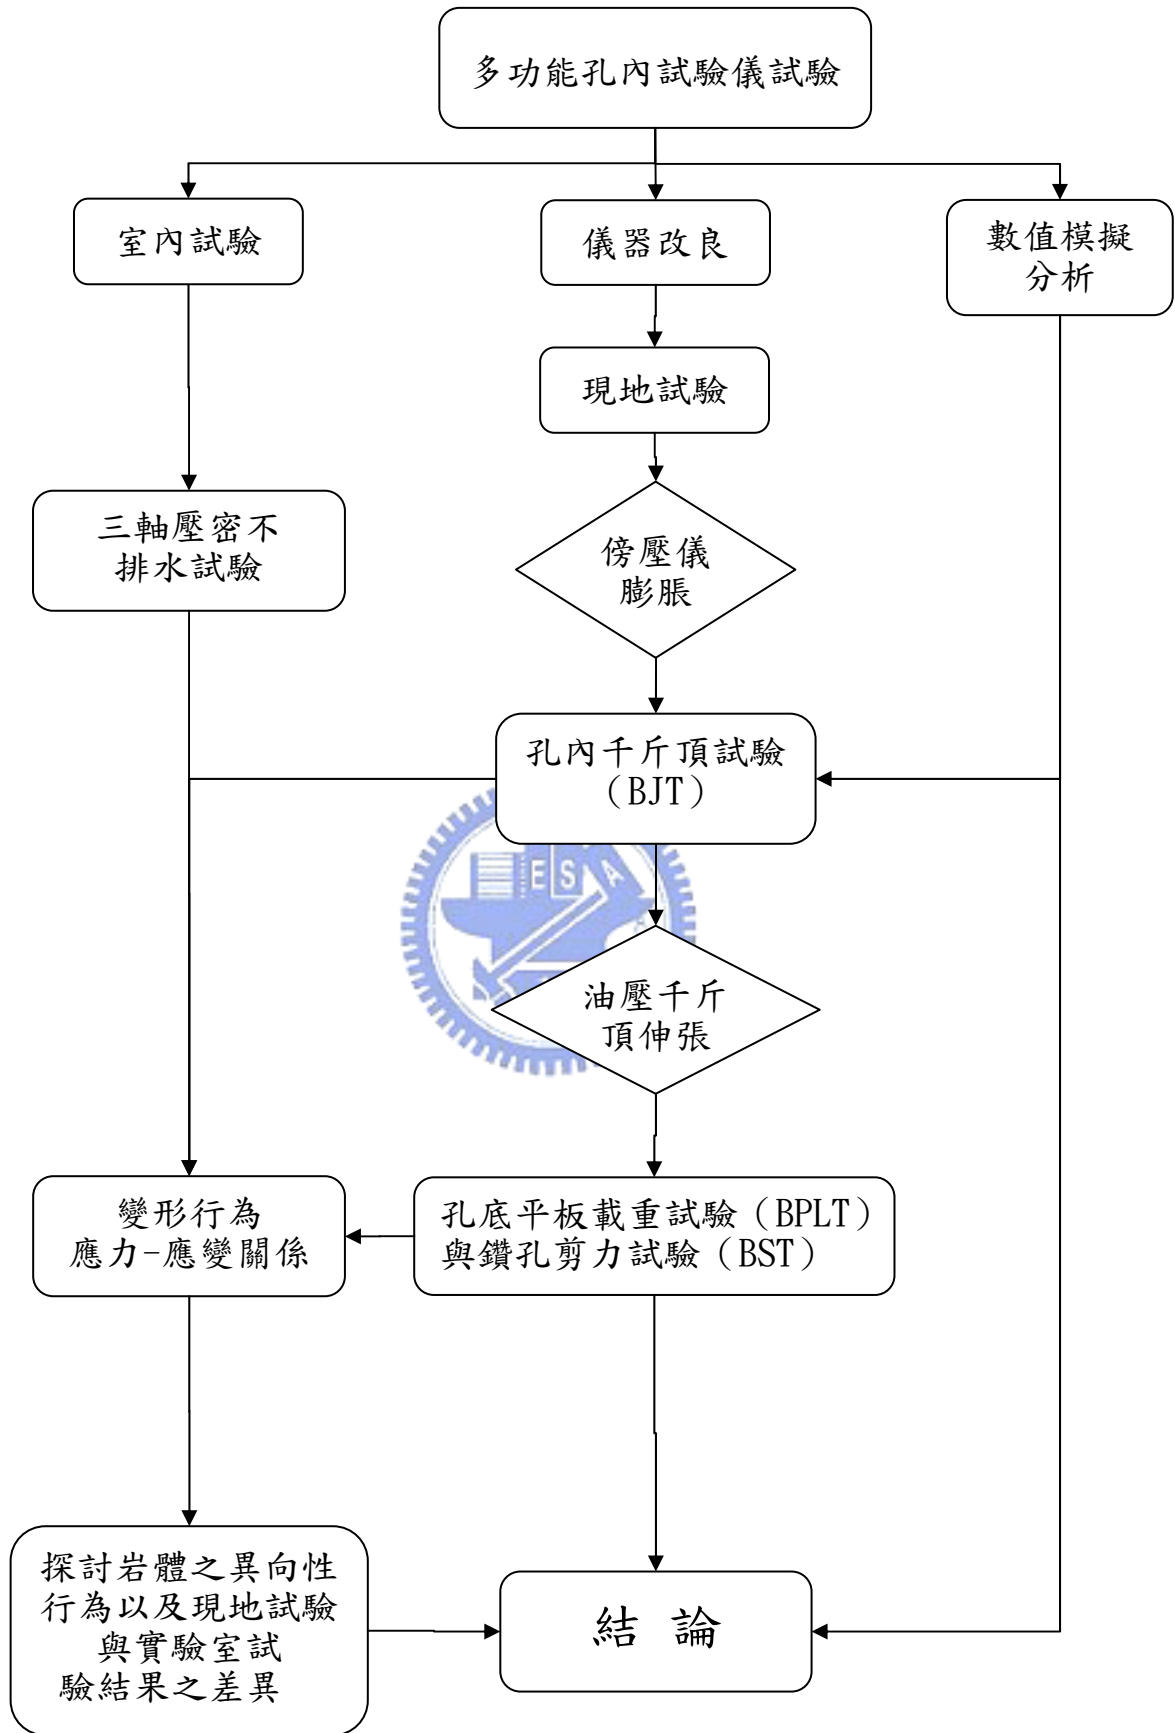 多功能孔內試驗儀試驗
室內試驗
儀器改良
數值模擬
分析
現地試驗
三軸壓密不
排水試驗
傍壓儀
膨脹
孔內千斤頂試驗
（BJT）
ESA
油壓千斤
頂伸張
變形行為
應力-應變關係
孔底平板載重試驗（BPLT）
與鑽孔剪力試驗（BST）
探討岩體之異向性
行為以及現地試驗
與實驗室試
驗結果之差異
結 論